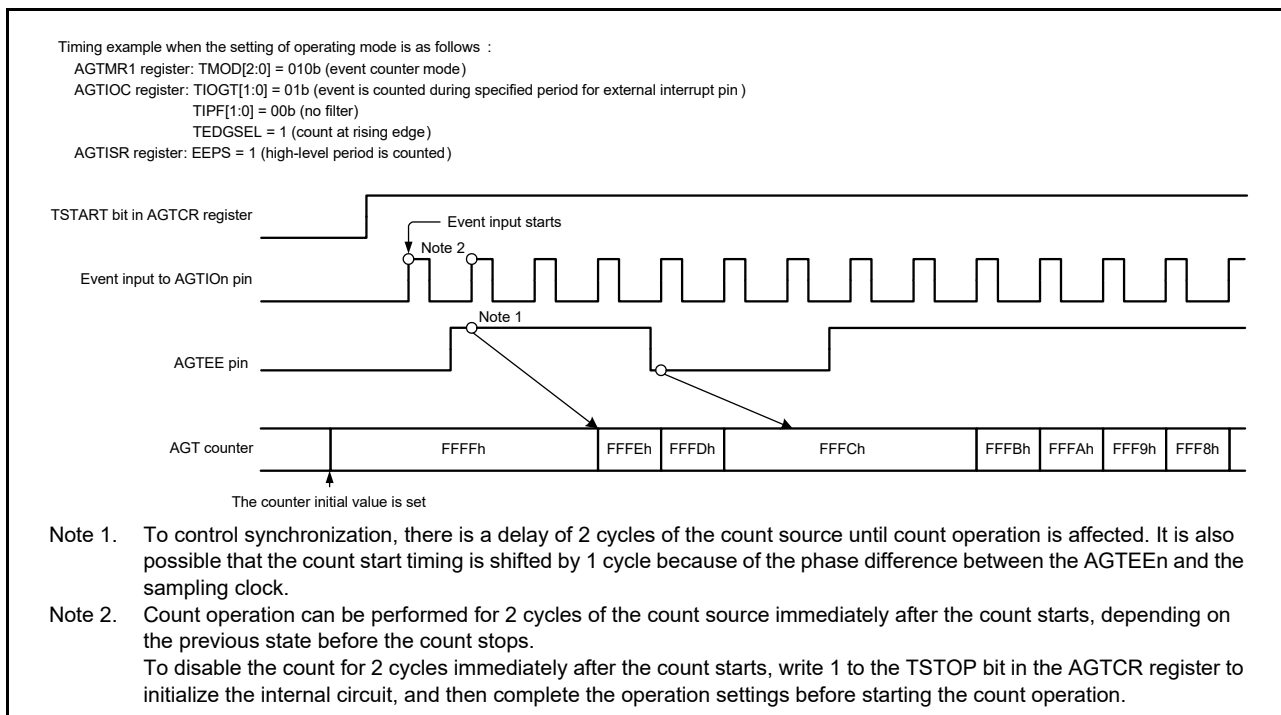 Timing example when the setting of operating mode is as follows :
AGTMR1 register: TMOD[2:0] = 010b (event counter mode)
AGTIOC register: TIOGT[1:0] = 01b (event is counted during specified period for external interrupt pin )
TIPF[1:0] = 00b (no filter)
TEDGSEL = 1 (count at rising edge)
AGTISR register: EEPS = 1 (high-level period is counted)
TSTART bit in AGTCR register
Event input starts
Note 2
Event input to AGTIOn pin
Note 1
AGTEE pin
AGT counter FFFFh FFFEh FFFDh FFFCh FFFBh FFFAh FFF9h FFF8h
The counter initial value is set
Note 1. To control synchronization, there is a delay of 2 cycles of the count source until count operation is affected. It is also
possible that the count start timing is shifted by 1 cycle because of the phase difference between the AGTEEn and the
sampling clock.
Note 2. Count operation can be performed for 2 cycles of the count source immediately after the count starts, depending on
the previous state before the count stops.
To disable the count for 2 cycles immediately after the count starts, write 1 to the TSTOP bit in the AGTCR register to
initialize the internal circuit, and then complete the operation settings before starting the count operation.